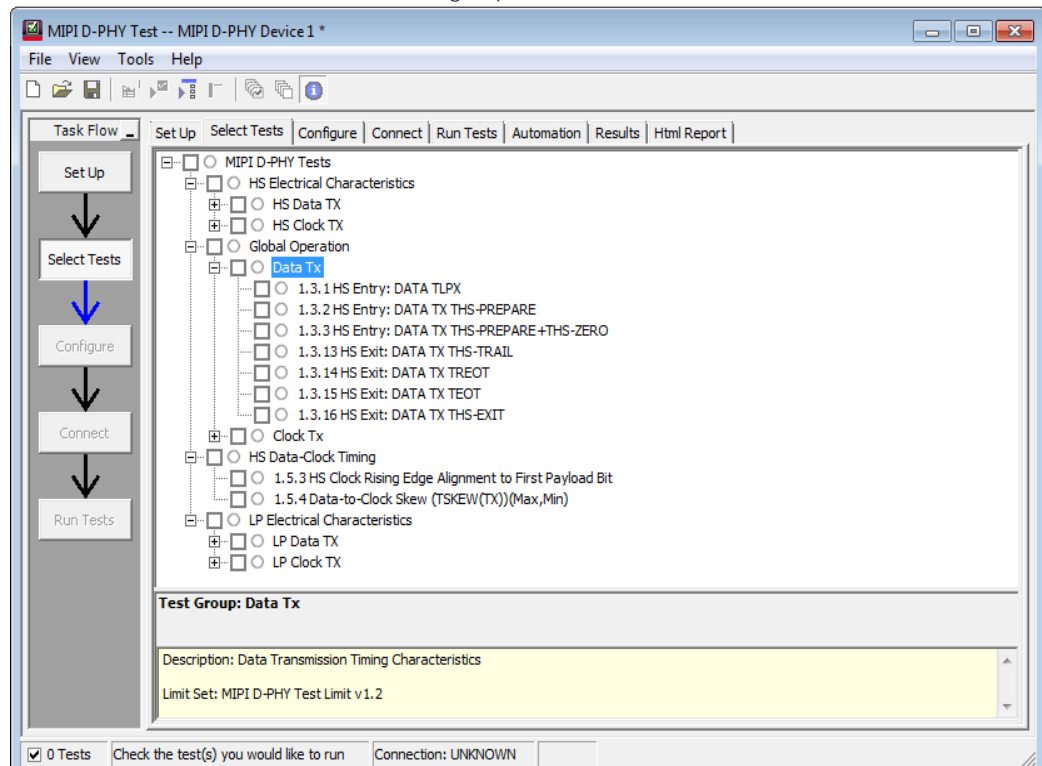 MIPI D-PHY Test -- MIPI D-PHY Device 1 *
File View Tools Help
Task Flow
Set Up Select Tests Configure Connect Run Tests Automation Results Html Report
Set Up
Select Tests
Configure
Connect
Run Tests
MIPI D-PHY Tests
HS Electrical Characteristics
HS Data TX
HS Clock TX
Global Operation
Data Tx
1.3.1 HS Entry: DATA TLPX
1.3.2 HS Entry: DATA TX THS-PREPARE
1.3.3 HS Entry: DATA TX THS-PREPARE+THS-ZERO
1.3.13 HS Exit: DATA TX THS-TRAIL
1.3.14 HS Exit: DATA TX TREOT
1.3.15 HS Exit: DATA TX TEOT
1.3.16 HS Exit: DATA TX THS-EXIT
Clock Tx
HS Data-Clock Timing
1.5.3 HS Clock Rising Edge Alignment to First Payload Bit
1.5.4 Data-to-Clock Skew (TSKEW(TX))(Max,Min)
LP Electrical Characteristics
LP Data TX
LP Clock TX
Test Group: Data Tx
Description: Data Transmission Timing Characteristics
Limit Set: MIPI D-PHY Test Limit v1.2
0 Tests Check the test(s) you would like to run Connection: UNKNOWN